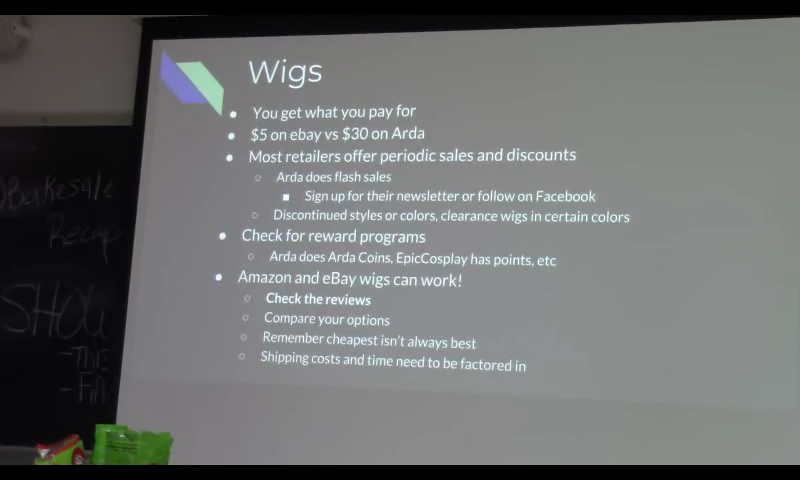 Wigs
● You get what you pay for
● $5 on ebay vs $30 on Arda
● Most retailers offer periodic sales and discounts
○ Arda does flash sales
■ Sign up for their newsletter or follow on Facebook
○ Discontinued styles or colors, clearance wigs in certain colors
● Check for reward programs
○ Arda does Arda Coins, EpicCosplay has points, etc
● Amazon and eBay wigs can work!
○ Check the reviews
○ Compare your options
○ Remember cheapest isn't always best
○ Shipping costs and time need to be factored in
Bakesale
Recap
SHOW
-THE